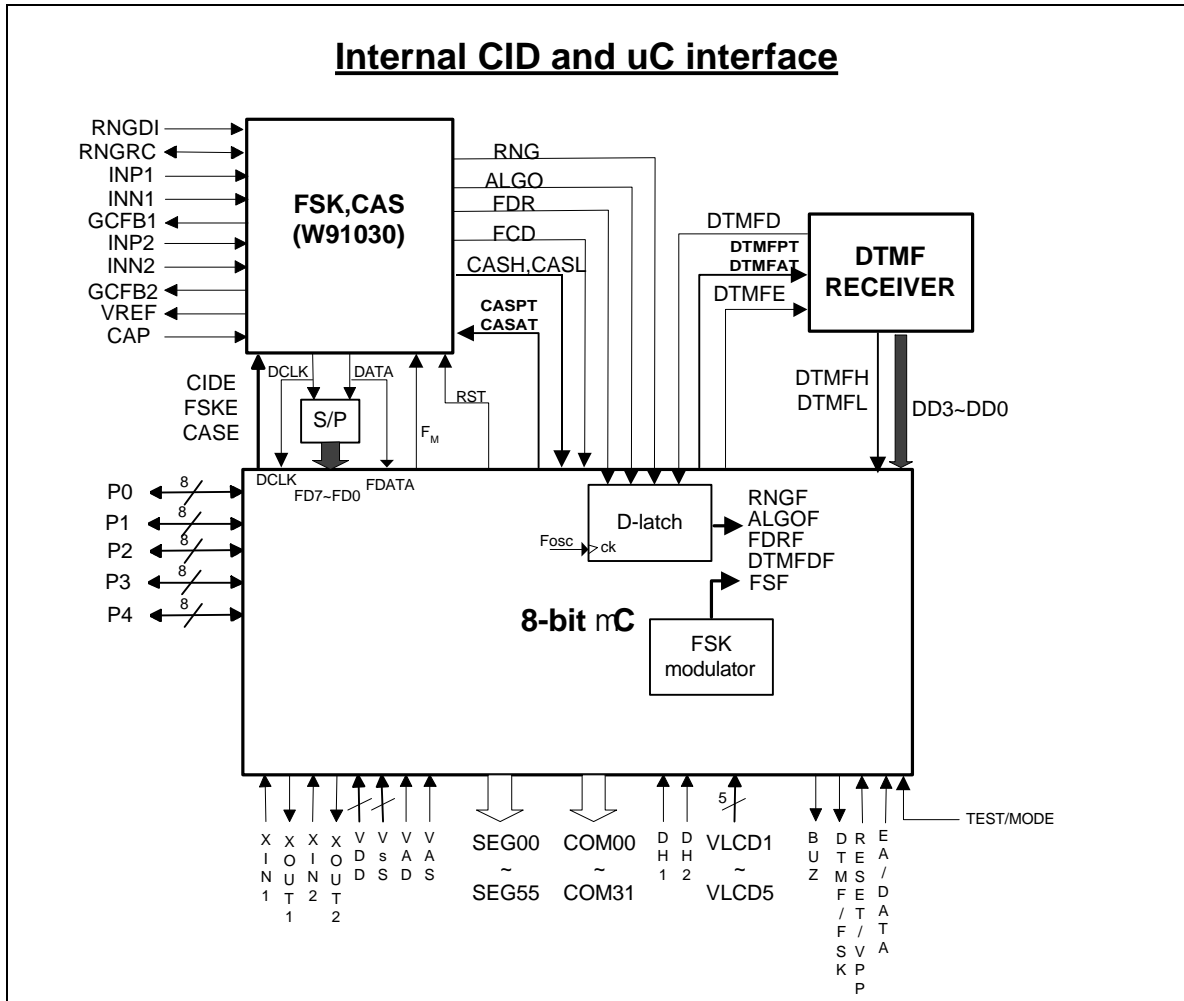 Internal CID and uC interface
RNGDI
RNGRC
INP1
INN1
GCFB1
INP2
INN2
GCFB2
VREF
CAP
FSK,CAS
(W91030)
RNG
ALGO
FDR
FCD
CASH,CASL
CASPT
CASAT
DTMFD
DTMFPT
DTMFAT
DTMFE
DTMF
RECEIVER
CIDE
FSKE
CASE
DCLK
DATA
S/P
FM
RST
DTMFH
DTMFL
DD3~DD0
DCLK
FD7~FD0
FDATA
P0
8
P1
8
P2
8
P3
8
P4
8
Fosc
ck
D-latch
RNGF
ALGOF
FDRF
DTMFDF
FSF
8-bit mC
FSK
modulator
XIN1
XOUT1
XIN2
XOUT2
VDD
VsS
VAD
VAS
SEG00
~
SEG55
COM00
~
COM31
DH1
DH2
5
VLCD1
~
VLCD5
BUZ
DTMF/FSK
RESET/VPP
EA/DATA
TEST/MODE